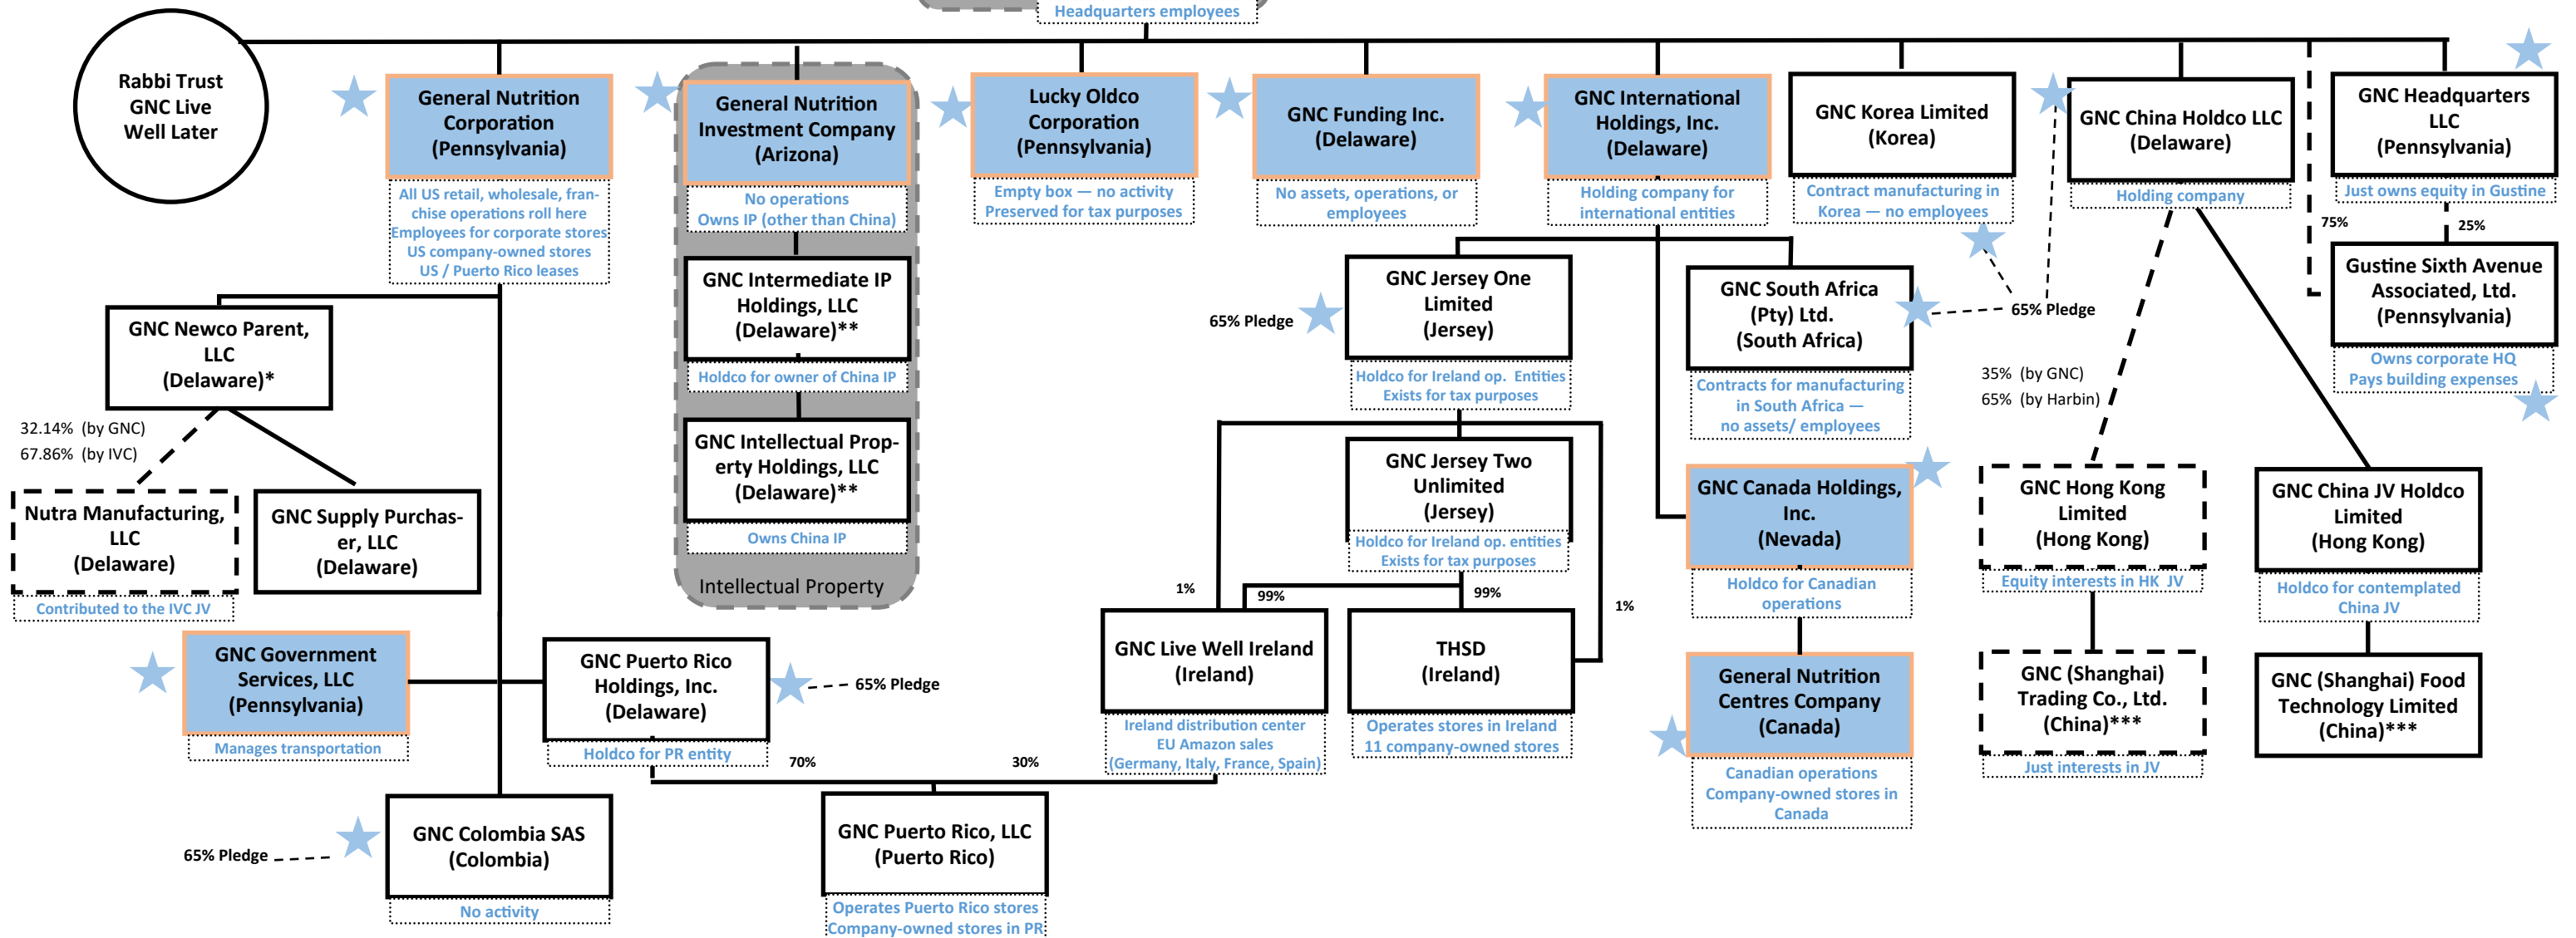 Headquarters employees
Rabbi Trust
GNC Live
Well Later
General Nutrition
Corporation
(Pennsylvania)
All US retail, wholesale, fran-
chise operations roll here
Employees for corporate stores
US company-owned stores
US / Puerto Rico leases
General Nutrition
Investment Company
(Arizona)
No operations
Owns IP (other than China)
Lucky Oldco
Corporation
(Pennsylvania)
Empty box — no activity
Preserved for tax purposes
GNC Funding Inc.
(Delaware)
No assets, operations, or
employees
GNC International
Holdings, Inc.
(Delaware)
Holding company for
international entities
GNC Korea Limited
(Korea)
Contract manufacturing in
Korea — no employees
GNC China Holdco LLC
(Delaware)
Holding company
GNC Headquarters
LLC
(Pennsylvania)
Just owns equity in Gustine
75%
25%
Gustine Sixth Avenue
Associated, Ltd.
(Pennsylvania)
Owns corporate HQ
Pays building expenses
GNC Newco Parent,
LLC
(Delaware)*
32.14%  (by GNC)
67.86%  (by IVC)
Nutra Manufacturing,
LLC
(Delaware)
Contributed to the IVC JV
GNC Supply Purchas-
er, LLC
(Delaware)
GNC Intermediate IP
Holdings, LLC
(Delaware)**
Holdco for owner of China IP
GNC Intellectual Prop-
erty Holdings, LLC
(Delaware)**
Owns China IP
Intellectual Property
65% Pledge
GNC Jersey One
Limited
(Jersey)
Holdco for Ireland op.  Entities
Exists for tax purposes
GNC South Africa
(Pty) Ltd.
(South Africa)
Contracts for manufacturing
in South Africa —
no assets/ employees
65% Pledge
35%  (by GNC)
65%  (by Harbin)
GNC Jersey Two
Unlimited
(Jersey)
Holdco for Ireland op. entities
Exists for tax purposes
1%
99%
99%
1%
GNC Canada Holdings,
Inc.
(Nevada)
Holdco for Canadian
operations
GNC Hong Kong
Limited
(Hong Kong)
Equity interests in HK  JV
GNC China JV Holdco
Limited
(Hong Kong)
Holdco for contemplated
China JV
GNC Government
Services, LLC
(Pennsylvania)
Manages transportation
GNC Puerto Rico
Holdings, Inc.
(Delaware)
Holdco for PR entity
65% Pledge
70%
30%
GNC Live Well Ireland
(Ireland)
Ireland distribution center
EU Amazon sales
(Germany, Italy, France, Spain)
THSD
(Ireland)
Operates stores in Ireland
11 company-owned stores
General Nutrition
Centres Company
(Canada)
Canadian operations
Company-owned stores in
Canada
GNC (Shanghai)
Trading Co., Ltd.
(China)***
Just interests in JV
GNC (Shanghai) Food
Technology Limited
(China)***
65% Pledge
GNC Colombia SAS
(Colombia)
No activity
GNC Puerto Rico, LLC
(Puerto Rico)
Operates Puerto Rico stores
Company-owned stores in PR